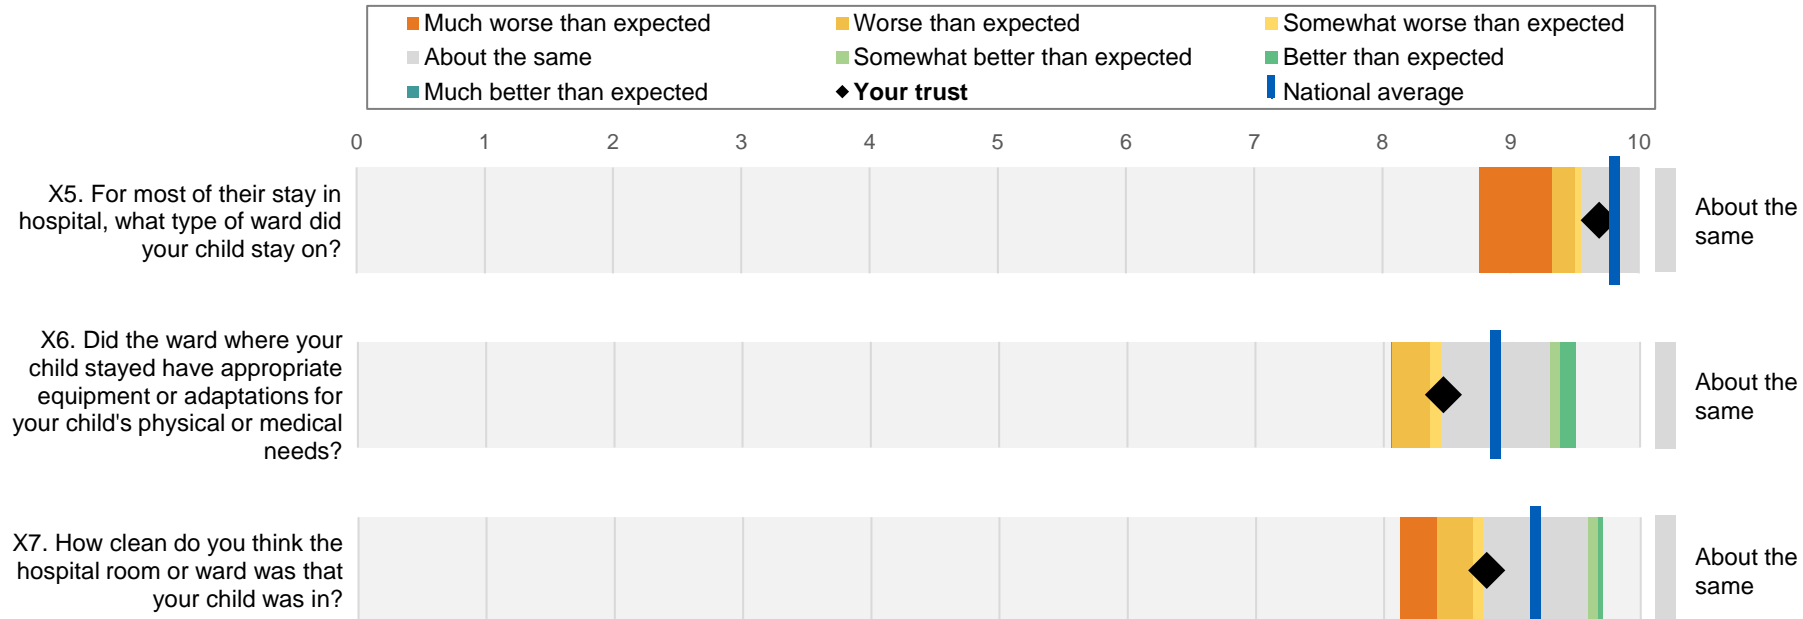 Much worse than expected
Worse than expected
Somewhat worse than expected
About the same
Somewhat better than expected
Better than expected
Much better than expected
Your trust
National average
0 1 2 3 4 5 6 7 8 9 10
X5. For most of their stay in
hospital, what type of ward did
your child stay on?
About the
same
X6. Did the ward where your
child stayed have appropriate
equipment or adaptations for
your child's physical or medical
needs?
About the
same
X7. How clean do you think the
hospital room or ward was that
your child was in?
About the
same